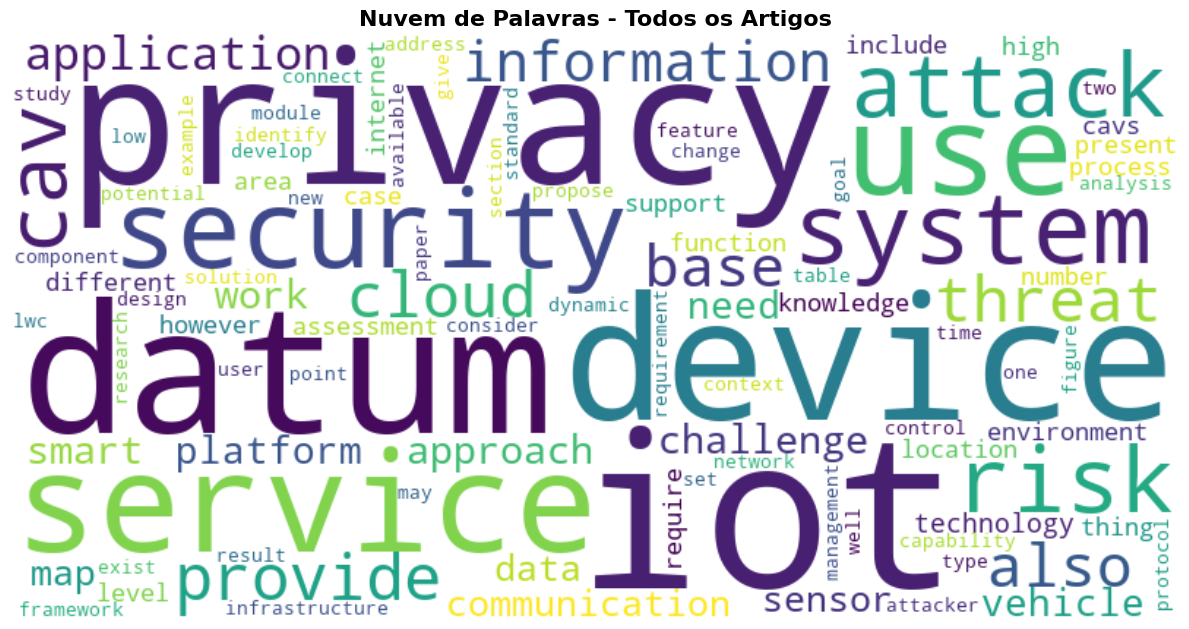 Nuvem de Palavras - Todos os Artigos
application
address
information
include
high
connect
internet
give
attack
study
privacy
two
module
available
standard
use
low
example
identify
feature
cavs
cav
develop
change
present
process
area
section
goal
analysis
potential
new
case
propose
support
security
system
component
paper
function
base
table
different
solution
number
design
work
cloud
dynamic
need
knowledge
threat
lwc
however
assessment
consider
requirement
time
figure
research
datum
device
user
point
context
one
control
environment
smart
platform
approach
challenge
location
network
service
iot
risk
may
require
set
management
well
technology
thing
capability
result
type
protocol
map
exist
provide
data
also
level
sensor
attacker
vehicle
framework
infrastructure
communication